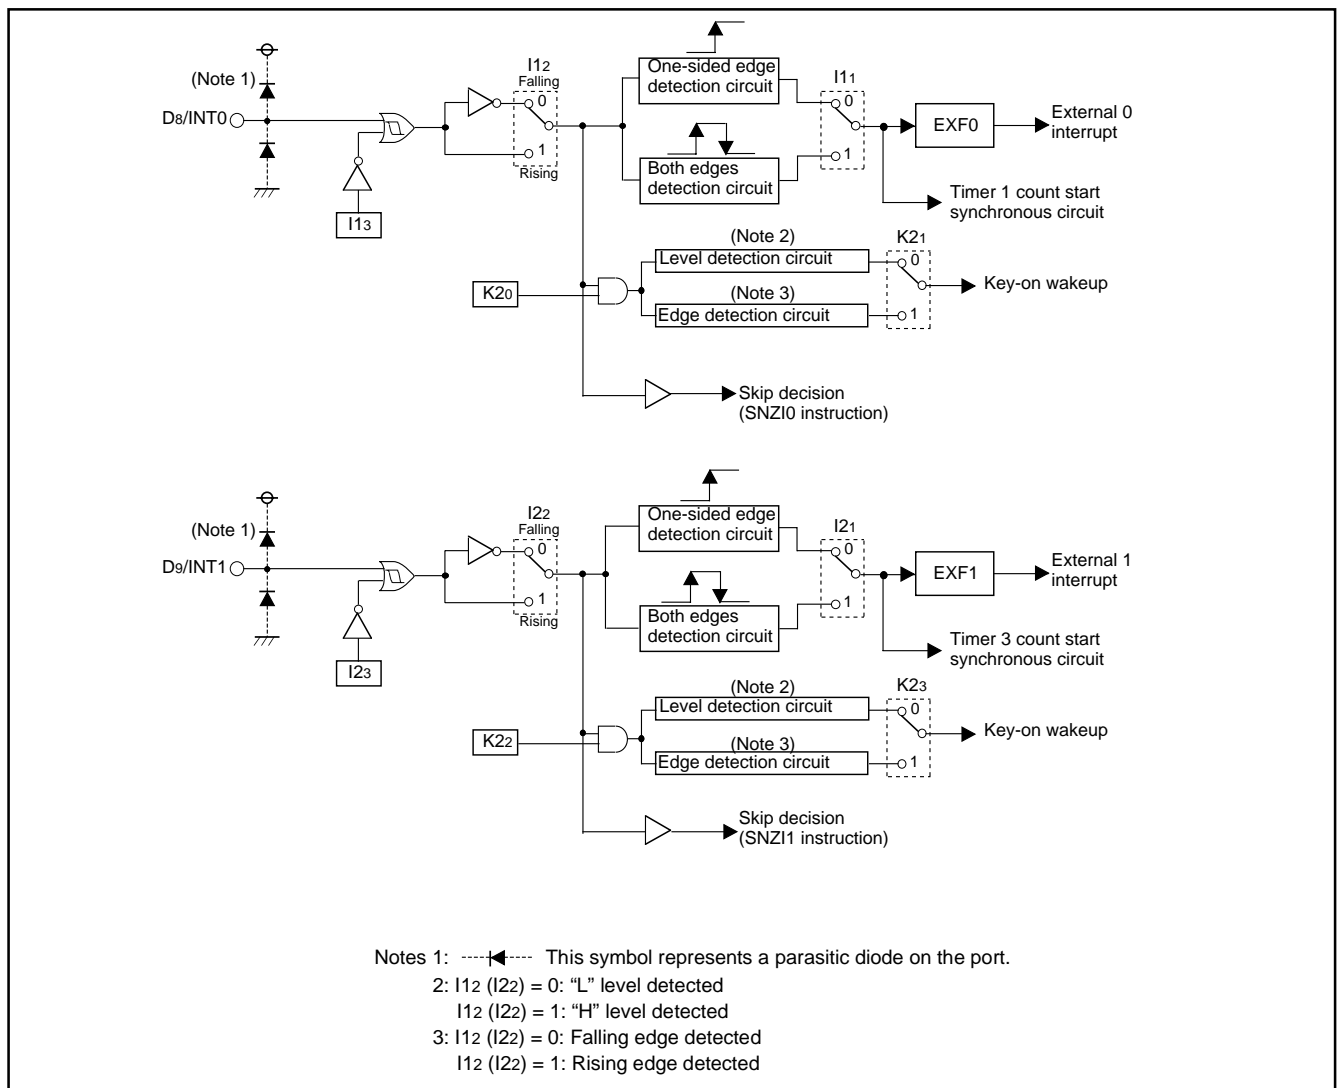 I12
Falling
0
1
Rising
(Note 1)
D8/INT0
I13
One-sided edge
detection circuit
Both edges
detection circuit
I11
0
1
EXF0
External 0
interrupt
Timer 1 count start
synchronous circuit
K20
(Note 2)
Level detection circuit
(Note 3)
Edge detection circuit
K21
0
1
Key-on wakeup
Skip decision
(SNZI0 instruction)
I22
Falling
0
1
Rising
(Note 1)
D9/INT1
I23
One-sided edge
detection circuit
Both edges
detection circuit
I21
0
1
EXF1
External 1
interrupt
Timer 3 count start
synchronous circuit
K22
(Note 2)
Level detection circuit
(Note 3)
Edge detection circuit
K23
0
1
Key-on wakeup
Skip decision
(SNZI1 instruction)
Notes 1: This symbol represents a parasitic diode on the port.
2: I12 (I22) = 0: “L” level detected
I12 (I22) = 1: “H” level detected
3: I12 (I22) = 0: Falling edge detected
I12 (I22) = 1: Rising edge detected